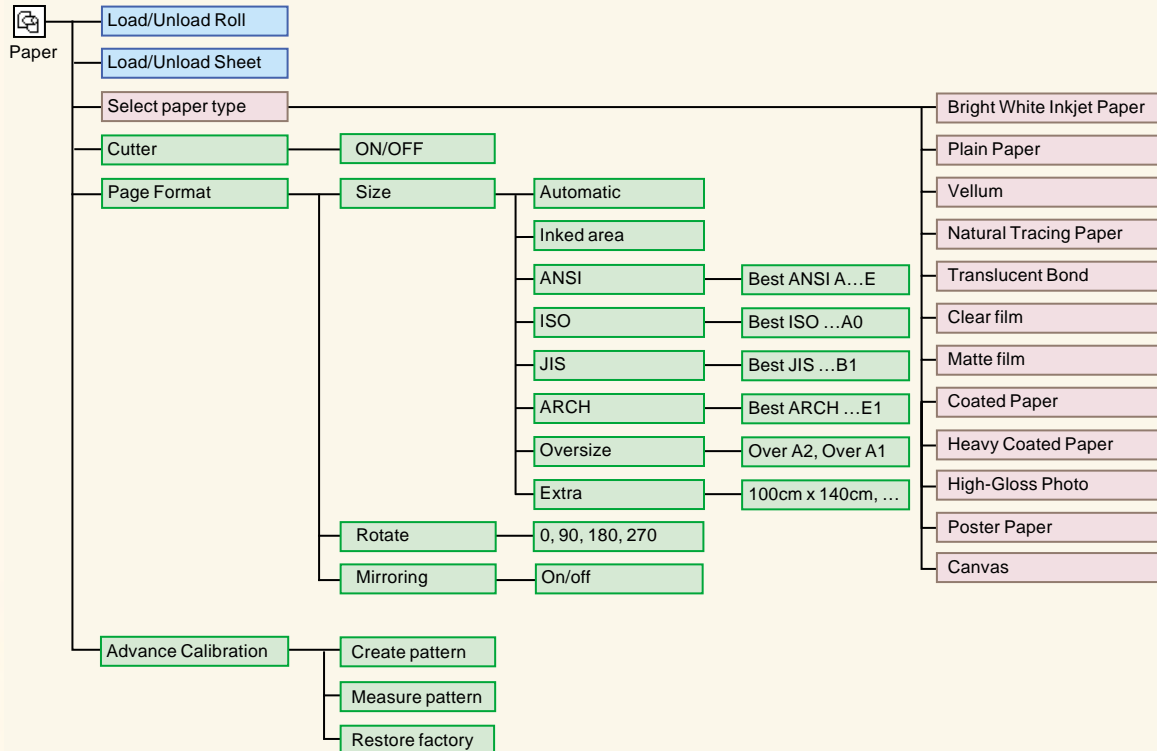 Paper
Load/Unload Roll
Load/Unload Sheet
Select paper type
Bright White Inkjet Paper
Plain Paper
Vellum
Natural Tracing Paper
Translucent Bond
Clear film
Matte film
Coated Paper
Heavy Coated Paper
High-Gloss Photo
Poster Paper
Canvas
Cutter
ON/OFF
Page Format
Size
Automatic
Inked area
ANSI
Best ANSI A…E
ISO
Best ISO …A0
JIS
Best JIS …B1
ARCH
Best ARCH …E1
Oversize
Over A2, Over A1
Extra
100cm x 140cm, …
Rotate
0, 90, 180, 270
Mirroring
On/off
Advance Calibration
Create pattern
Measure pattern
Restore factory